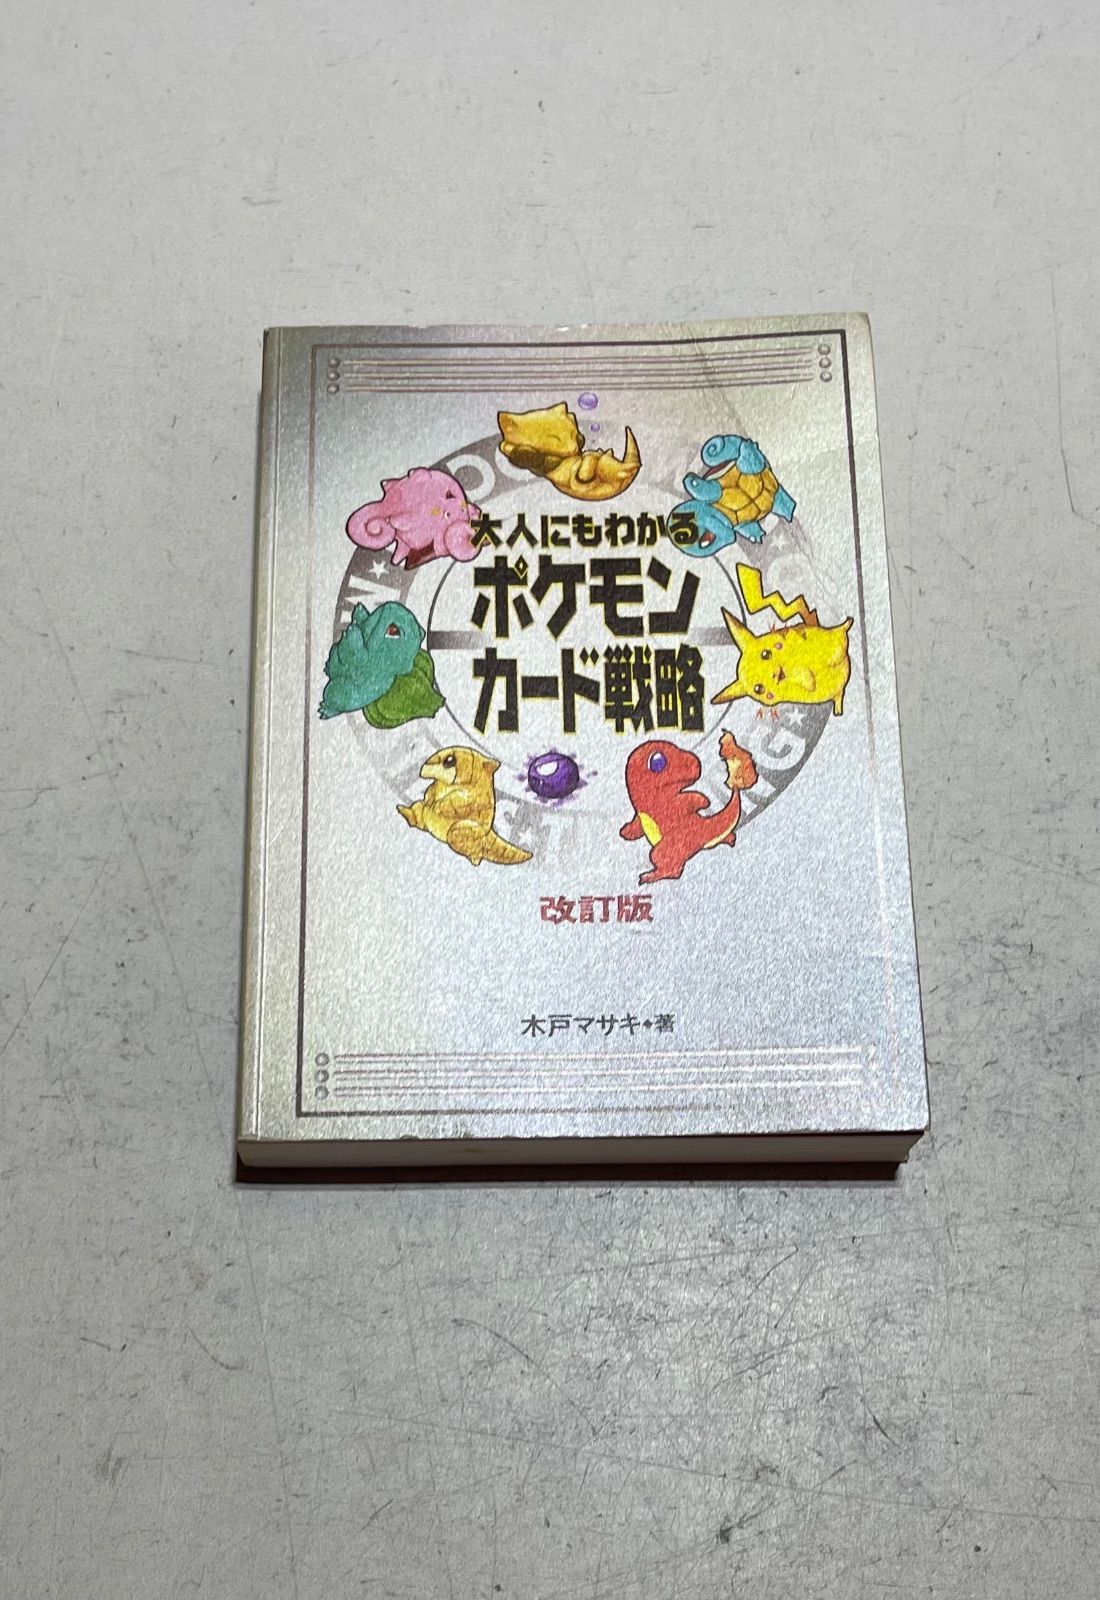 大人にもわかる
ポケモン
カード戦略
改訂版
木戸マサキ◆著